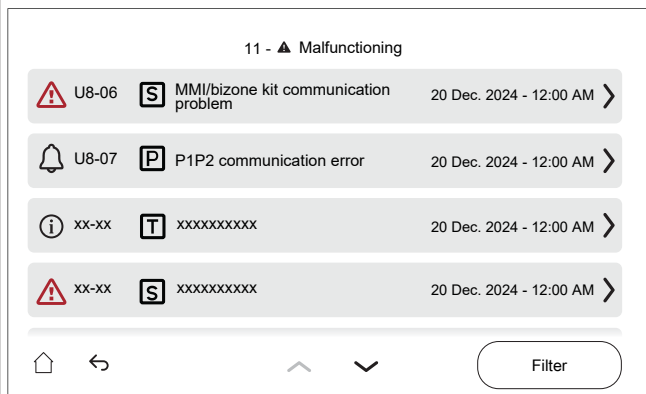 11 - ⚠ Malfunctioning
U8-06 S MMI/bizone kit communication problem 20 Dec. 2024 - 12:00 AM
U8-07 P P1P2 communication error 20 Dec. 2024 - 12:00 AM
xx-xx T xxxxxxxxxx 20 Dec. 2024 - 12:00 AM
xx-xx S xxxxxxxxxx 20 Dec. 2024 - 12:00 AM
Filter